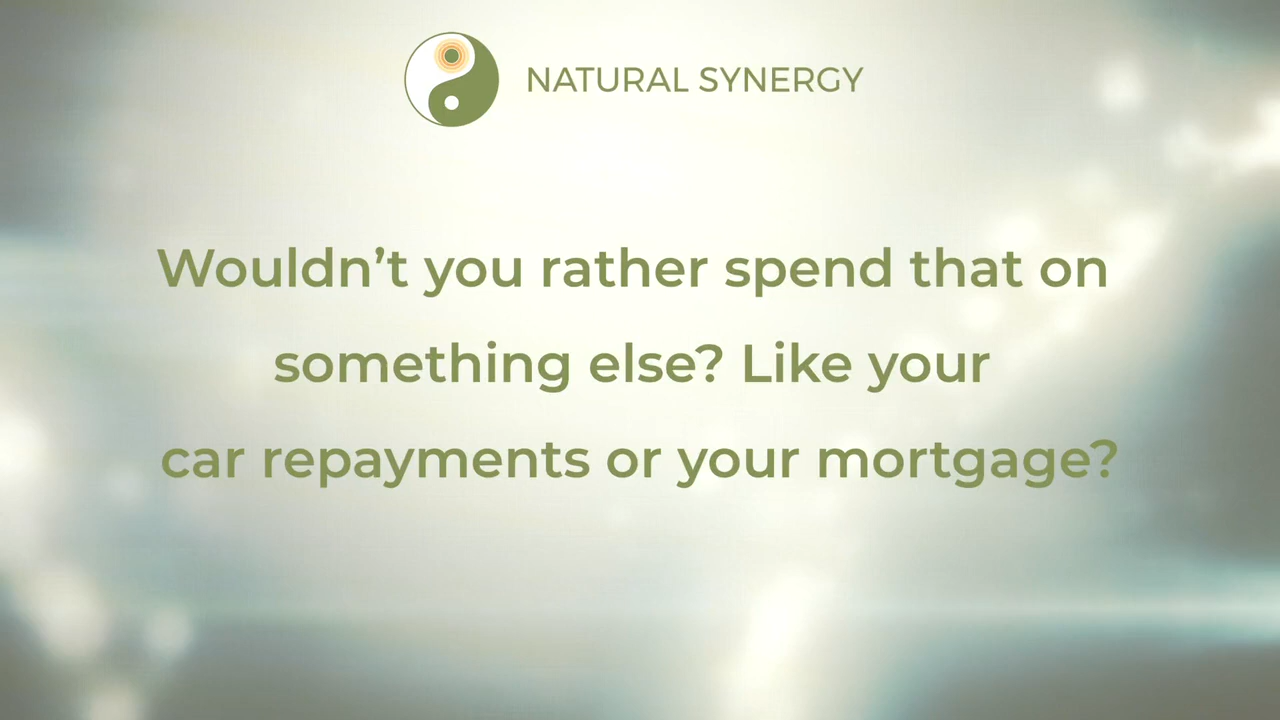 NATURAL SYNERGY
Wouldn’t you rather spend that on
something else? Like your
car repayments or your mortgage?